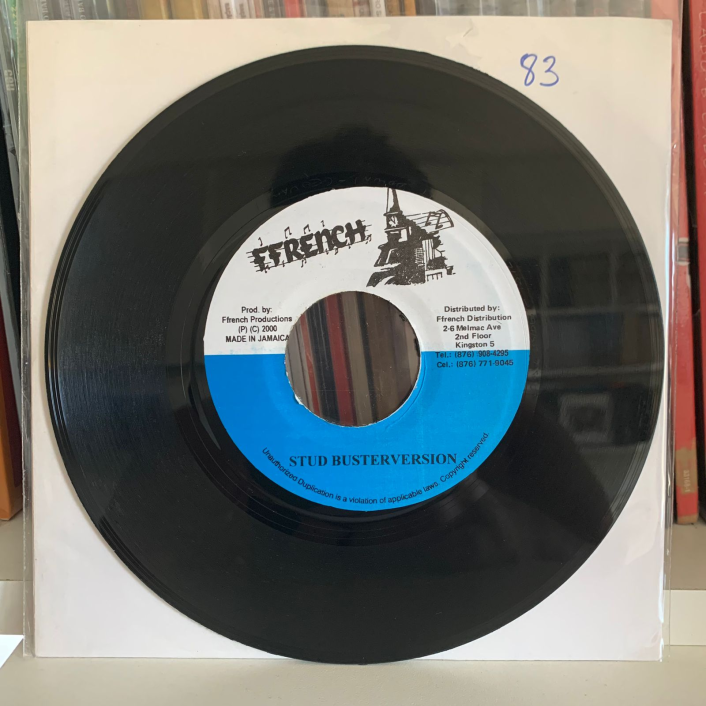 83
FFRENCH
Prod. by:
Ffrench Productions
(P) (C) 2000
MADE IN JAMAICA
Distributed by:
Ffrench Distribution
2-6 Melmac Ave
2nd Floor
Kingston 5
Tel.: (876) 908-4295
Cel.: (876) 771-9045
STUD BUSTERVERSION
Unauthorized Duplication is a violation of applicable laws. Copyright reserved.